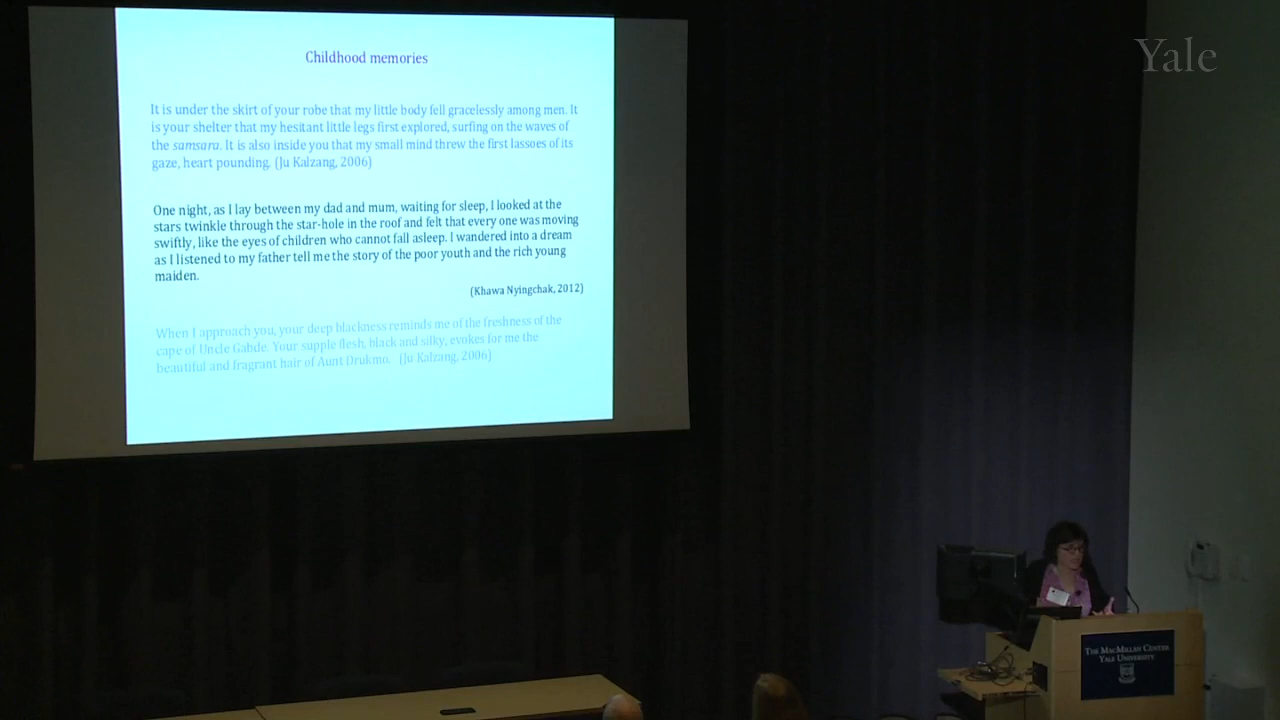 Yale
Childhood memories
It is under the skirt of your robe that my little body fell gracelessly among men. It
is your shelter that my hesitant little legs first explored, surfing on the waves of
the samsara. It is also inside you that my small mind threw the first lassoes of its
gaze, heart pounding. (Ju Kalzang, 2006)
One night, as I lay between my dad and mum, waiting for sleep, I looked at the
stars twinkle through the star-hole in the roof and felt that every one was moving
swiftly, like the eyes of children who cannot fall asleep. I wandered into a dream
as I listened to my father tell me the story of the poor youth and the rich young
maiden.
(Khawa Nyingchak, 2012)
When I approach you, your deep blackness reminds me of the freshness of the
cape of Uncle Gabde. Your supple flesh, black and silky, evokes for me the
beautiful and fragrant hair of Aunt Drukmo. (Ju Kalzang, 2006)
THE MACMILLAN CENTER
YALE UNIVERSITY